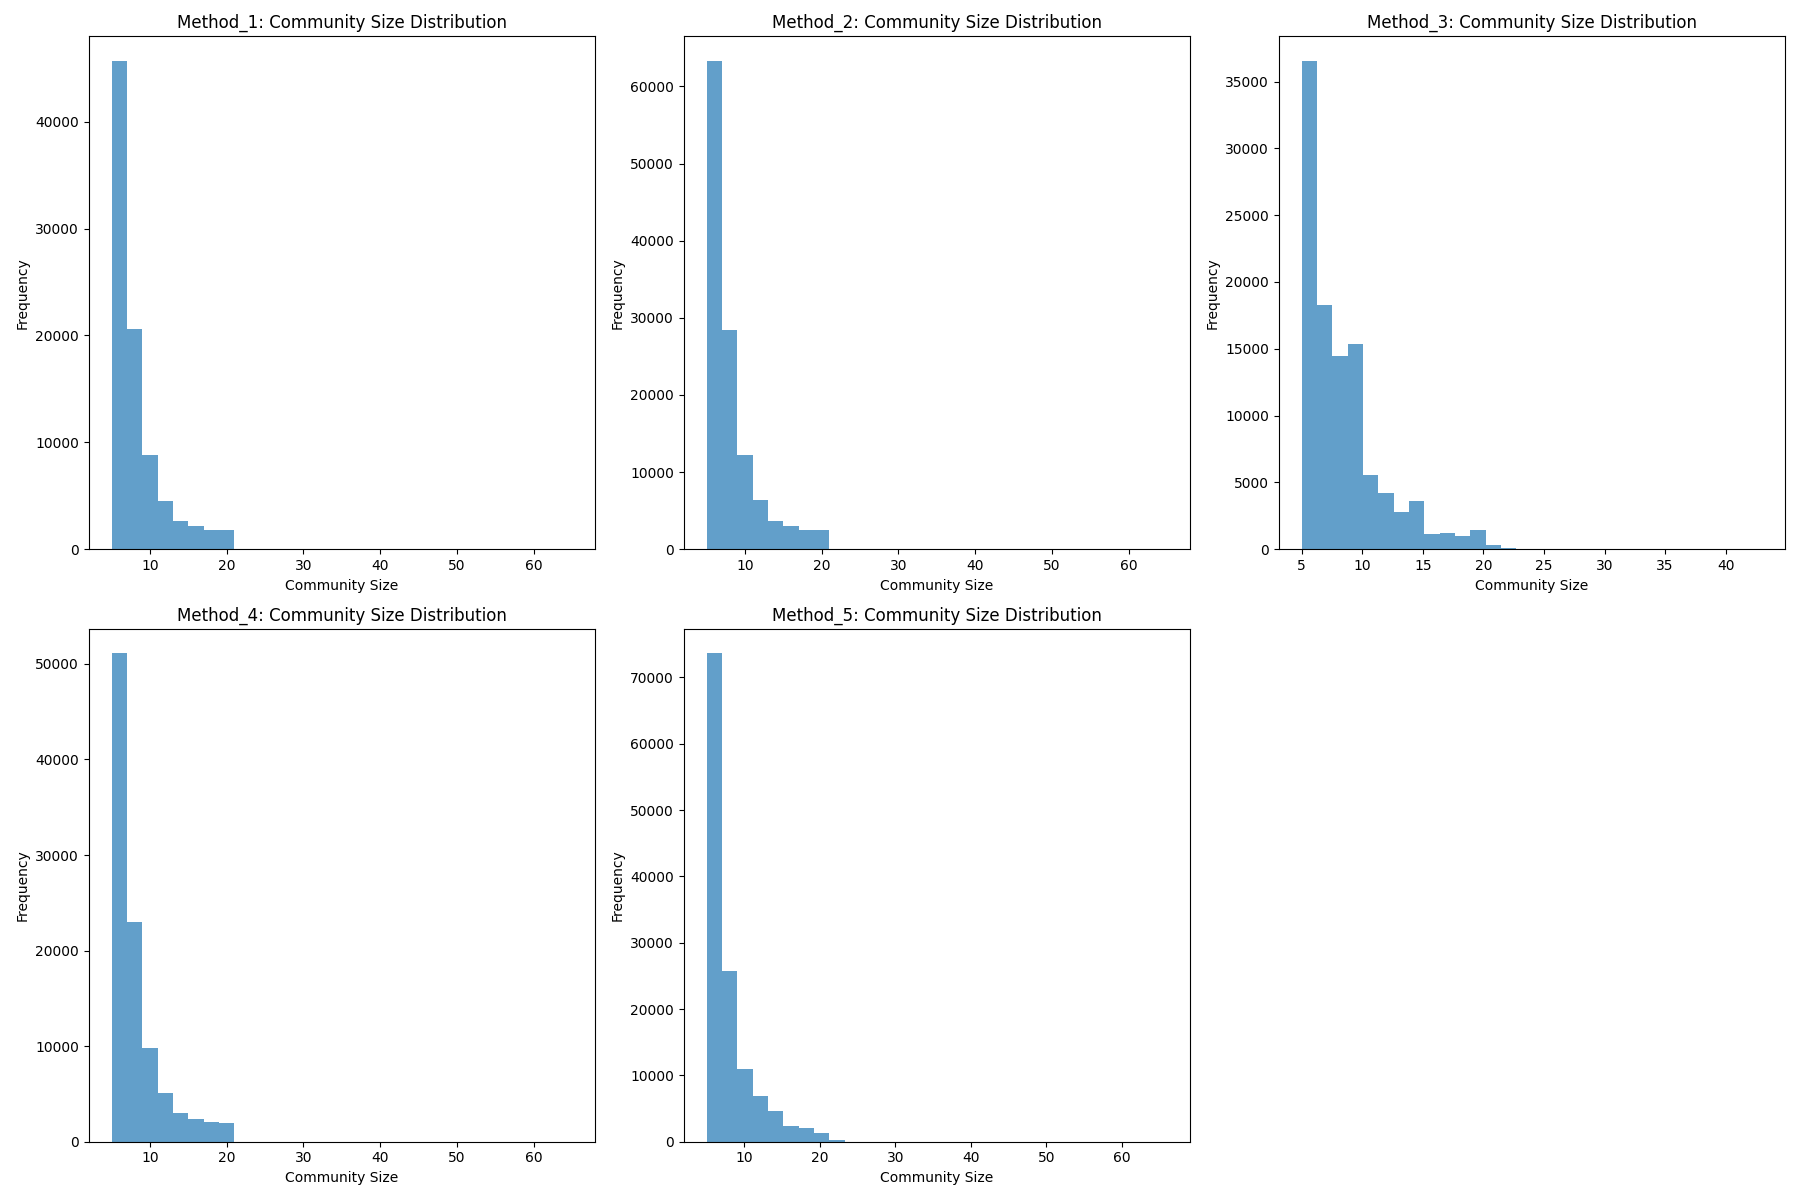 Method_1: Community Size Distribution
Frequency
40000
30000
20000
10000
0
10 20 30 40 50 60
Community Size
Method_2: Community Size Distribution
Frequency
60000
50000
40000
30000
20000
10000
0
10 20 30 40 50 60
Community Size
Method_3: Community Size Distribution
Frequency
35000
30000
25000
20000
15000
10000
5000
0
5 10 15 20 25 30 35 40
Community Size
Method_4: Community Size Distribution
Frequency
50000
40000
30000
20000
10000
0
10 20 30 40 50 60
Community Size
Method_5: Community Size Distribution
Frequency
70000
60000
50000
40000
30000
20000
10000
0
10 20 30 40 50 60
Community Size